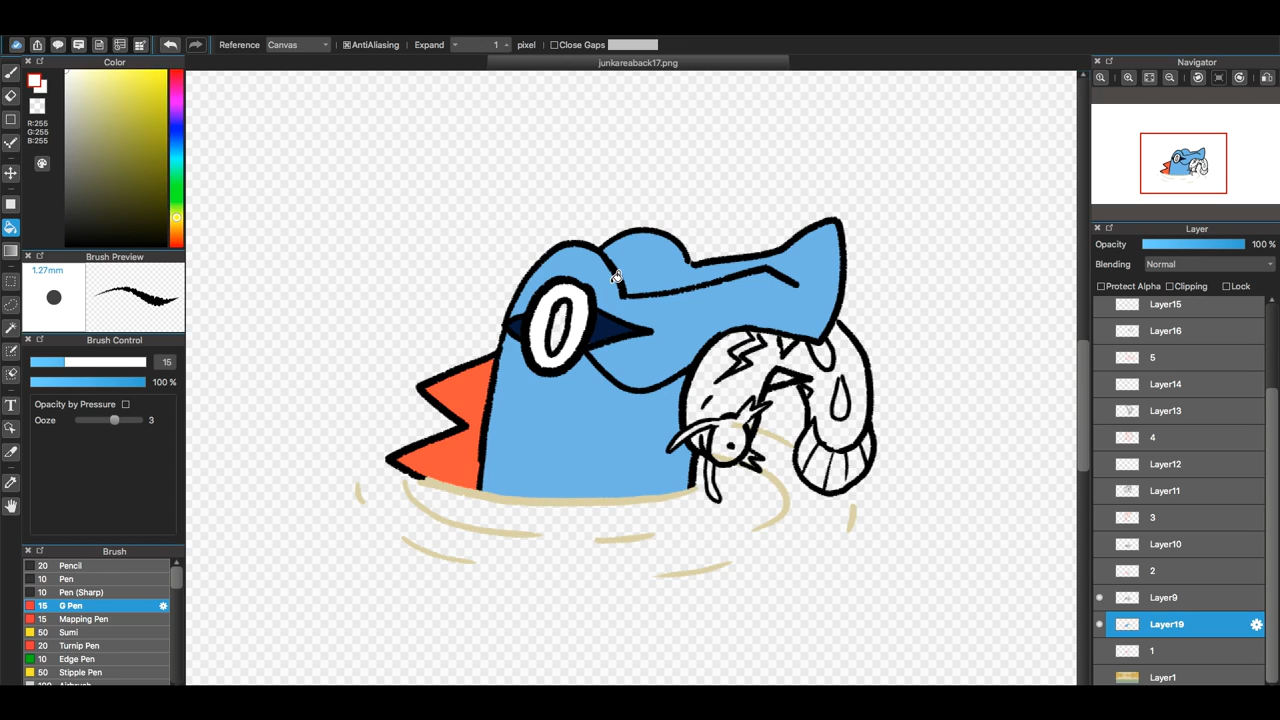 Reference Canvas AntiAliasing Expand 1 pixel Close Gaps
Color
junkareaback17.png
Navigator
R:255
G:255
B:255
Brush Preview
1.27mm
Brush Control
15
100 %
Opacity by Pressure
Ooze 3
Brush
20 Pencil
10 Pen
10 Pen (Sharp)
15 G Pen
15 Mapping Pen
50 Sumi
20 Turnip Pen
10 Edge Pen
50 Stipple Pen
Layer
Opacity 100 %
Blending Normal
Protect Alpha Clipping Lock
Layer15
Layer16
5
Layer14
Layer13
4
Layer12
Layer11
3
Layer10
2
Layer9
Layer19
1
Layer1